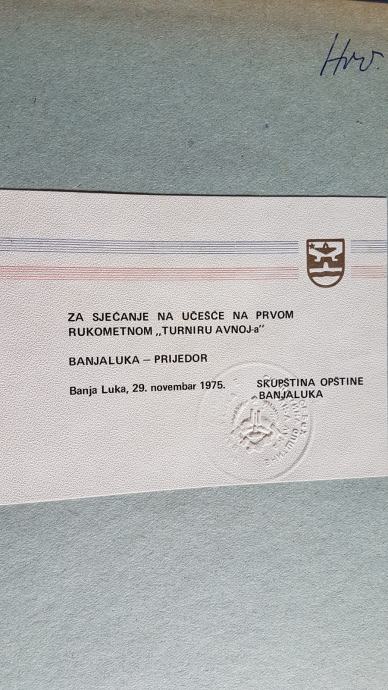 Hrv.
ZA SJEĆANJE NA UČEŠĆE NA PRVOM
RUKOMETNOM „TURNIRU AVNOJ-a"
BANJALUKA — PRIJEDOR
Banja Luka, 29. novembar 1975.
SKUPŠTINA OPŠTINE
BANJALUKA